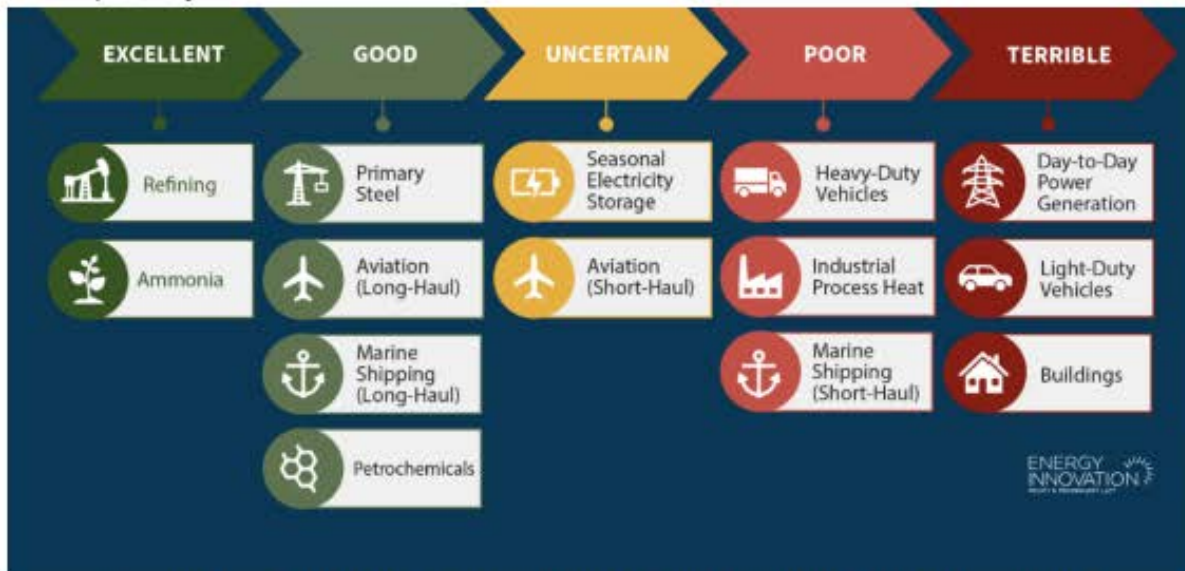 EXCELLENT
GOOD
UNCERTAIN
POOR
TERRIBLE
Refining
Ammonia
Primary
Steel
Aviation
(Long-Haul)
Marine
Shipping
(Long-Haul)
Petrochemicals
Seasonal
Electricity
Storage
Aviation
(Short-Haul)
Heavy-Duty
Vehicles
Industrial
Process Heat
Marine
Shipping
(Short-Haul)
Day-to-Day
Power
Generation
Light-Duty
Vehicles
Buildings
ENERGY
INNOVATION